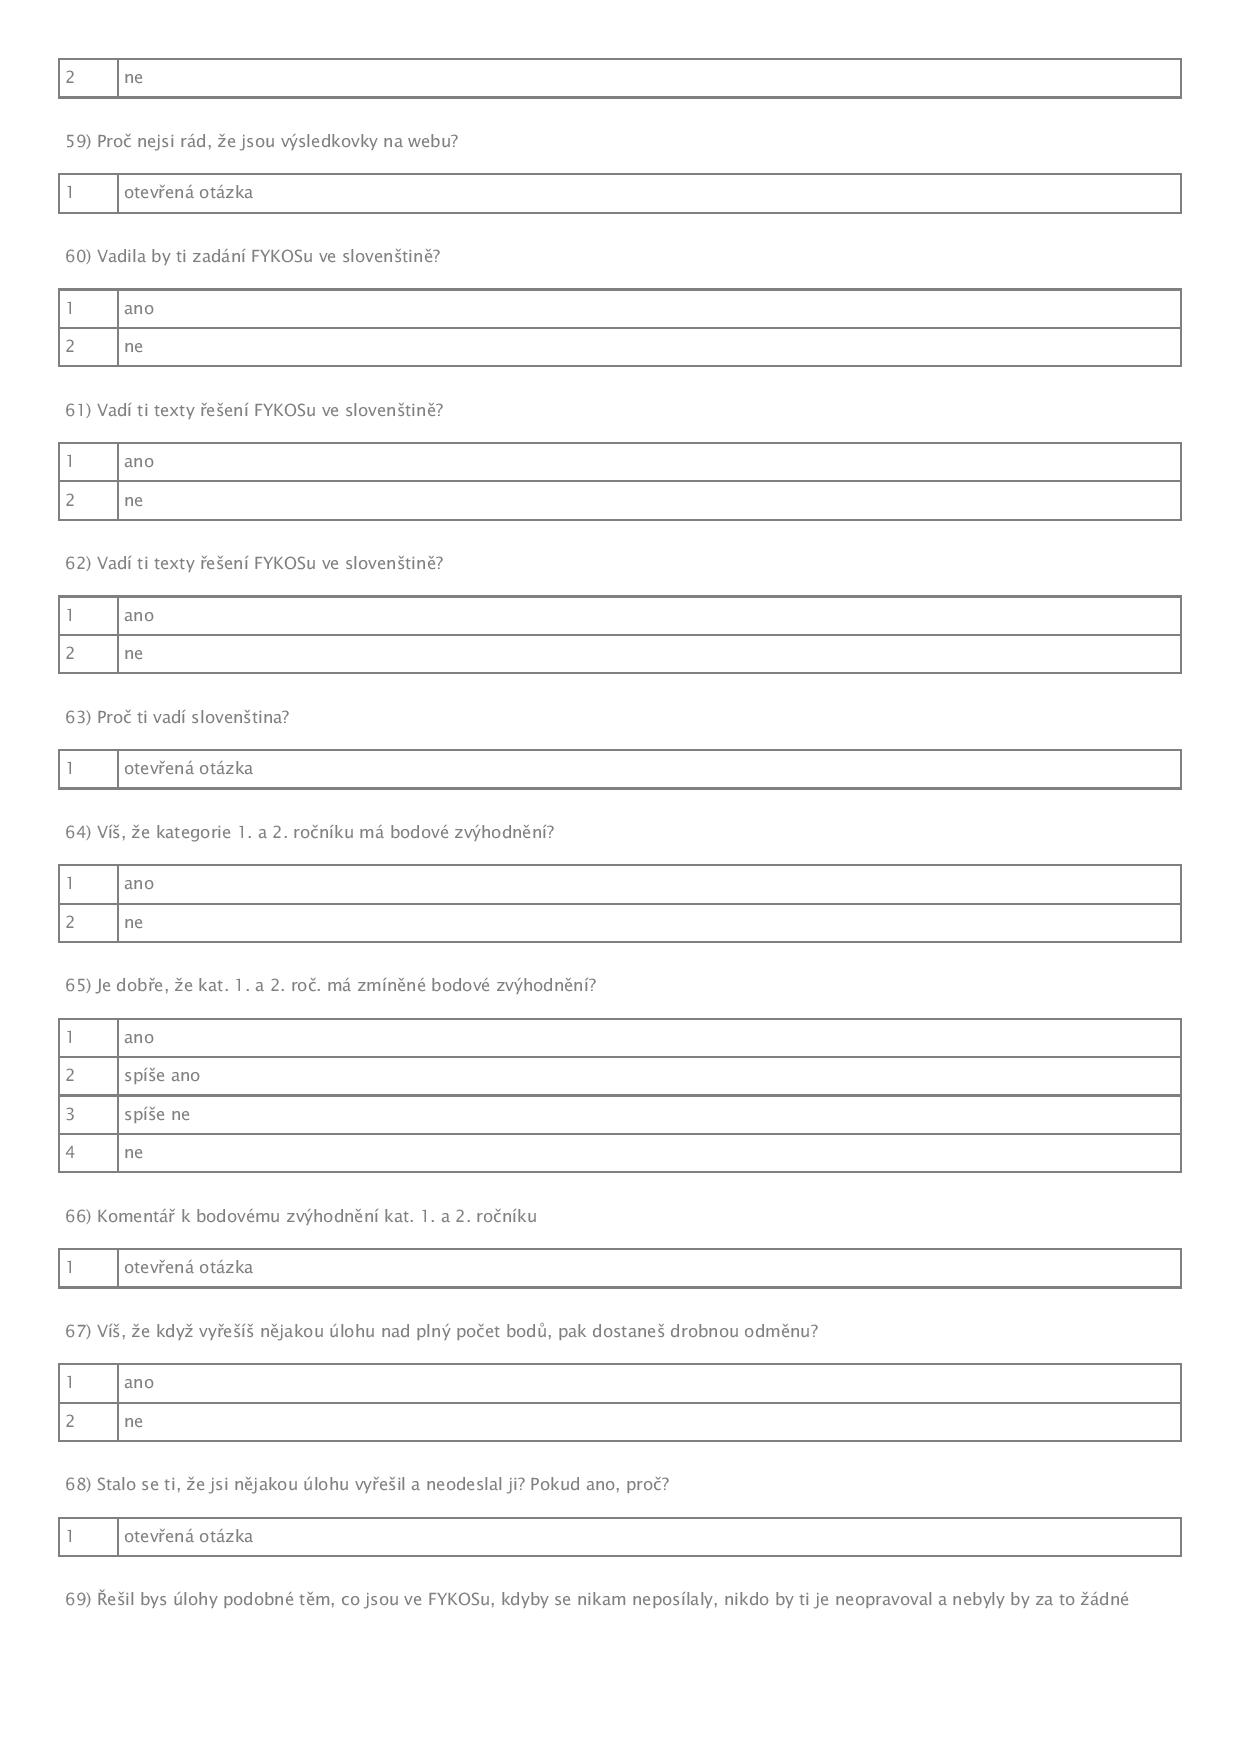 2 ne
59) Proč nejsi rád, že jsou výsledkovky na webu?
1 otevřená otázka
60) Vadila by ti zadání FYKOSu ve slovenštině?
1 ano
2 ne
61) Vadí ti texty řešení FYKOSu ve slovenštině?
1 ano
2 ne
62) Vadí ti texty řešení FYKOSu ve slovenštině?
1 ano
2 ne
63) Proč ti vadí slovenština?
1 otevřená otázka
64) Víš, že kategorie 1. a 2. ročníku má bodové zvýhodnění?
1 ano
2 ne
65) Je dobře, že kat. 1. a 2. roč. má zmíněné bodové zvýhodnění?
1 ano
2 spíše ano
3 spíše ne
4 ne
66) Komentář k bodovému zvýhodnění kat. 1. a 2. ročníku
1 otevřená otázka
67) Víš, že když vyřešíš nějakou úlohu nad plný počet bodů, pak dostaneš drobnou odměnu?
1 ano
2 ne
68) Stalo se ti, že jsi nějakou úlohu vyřešil a neodeslal ji? Pokud ano, proč?
1 otevřená otázka
69) Řešil bys úlohy podobné těm, co jsou ve FYKOSu, kdyby se nikam neposílaly, nikdo by ti je neopravoval a nebyly by za to žádné